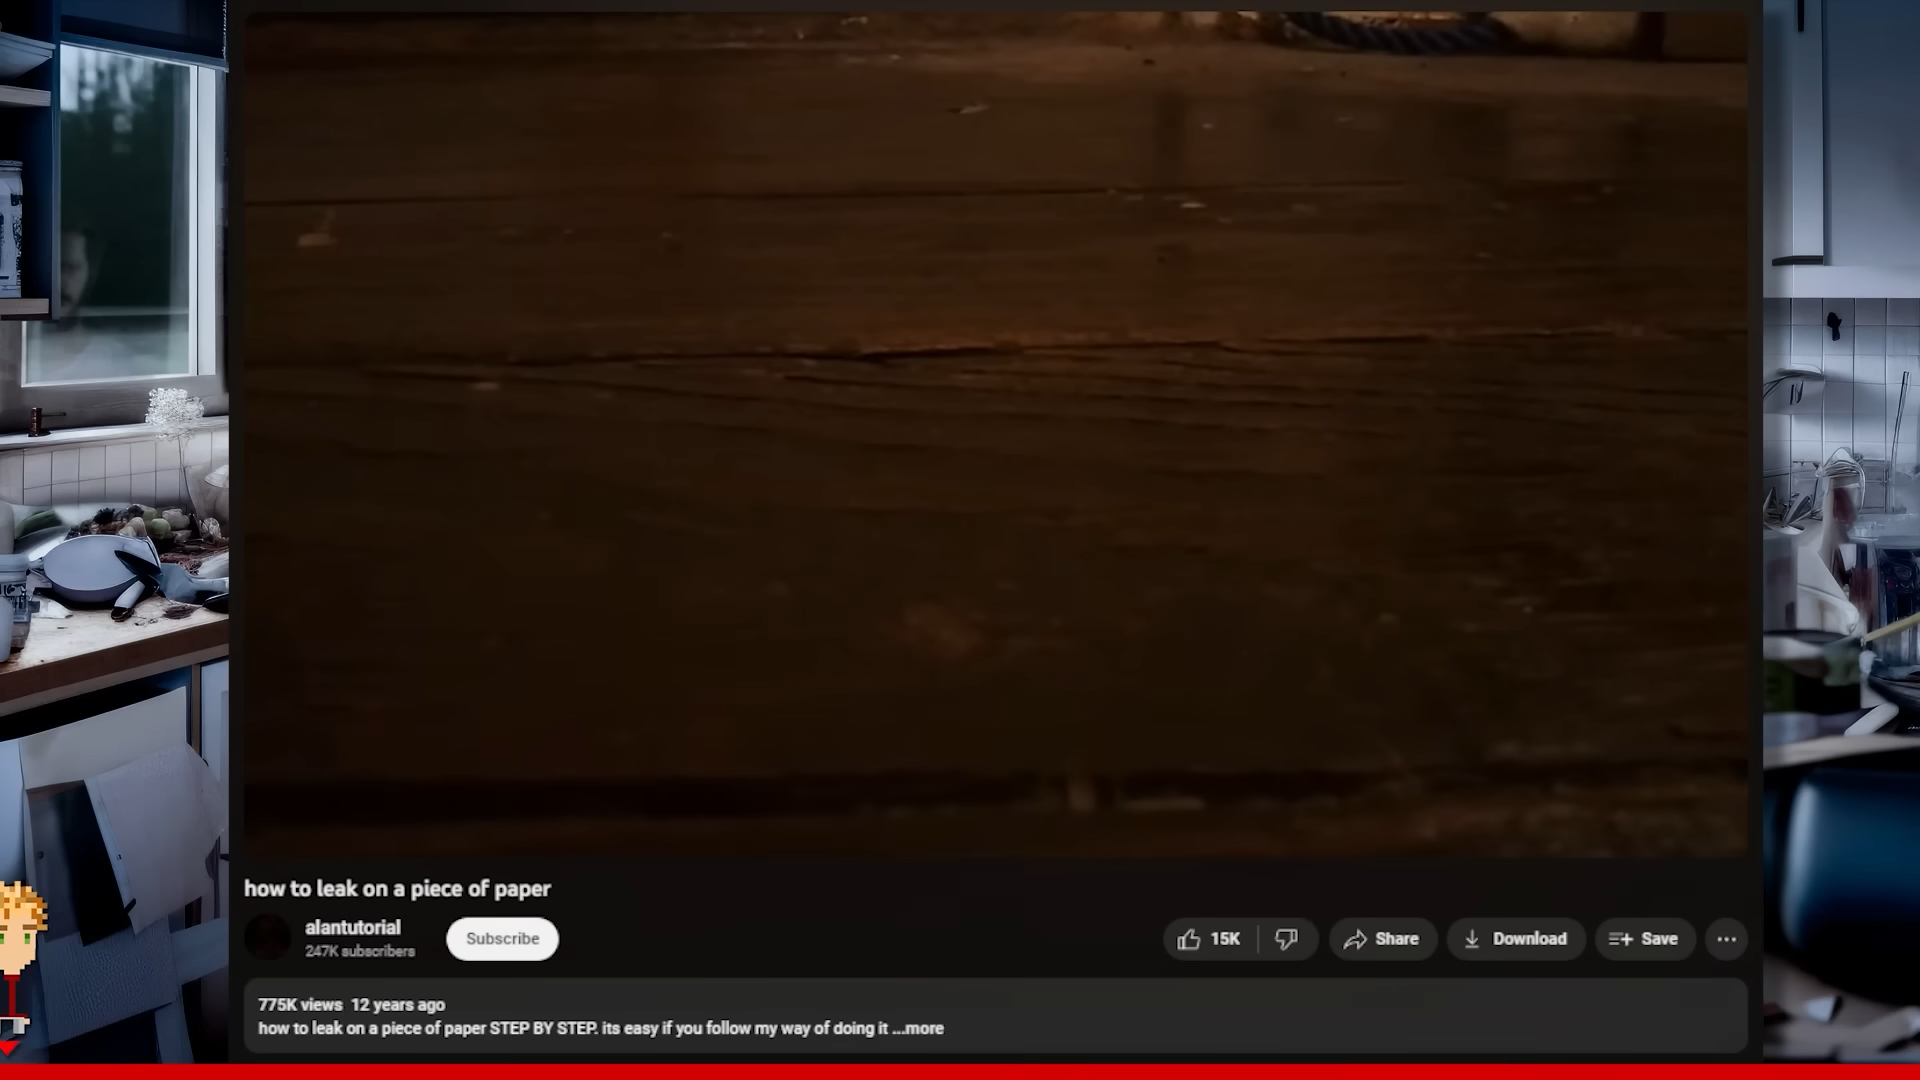 how to leak on a piece of paper
alantutorial
247K subscribers
Subscribe
15K
Share
Download
Save
775K views 12 years ago
how to leak on a piece of paper STEP BY STEP. its easy if you follow my way of doing it ...more